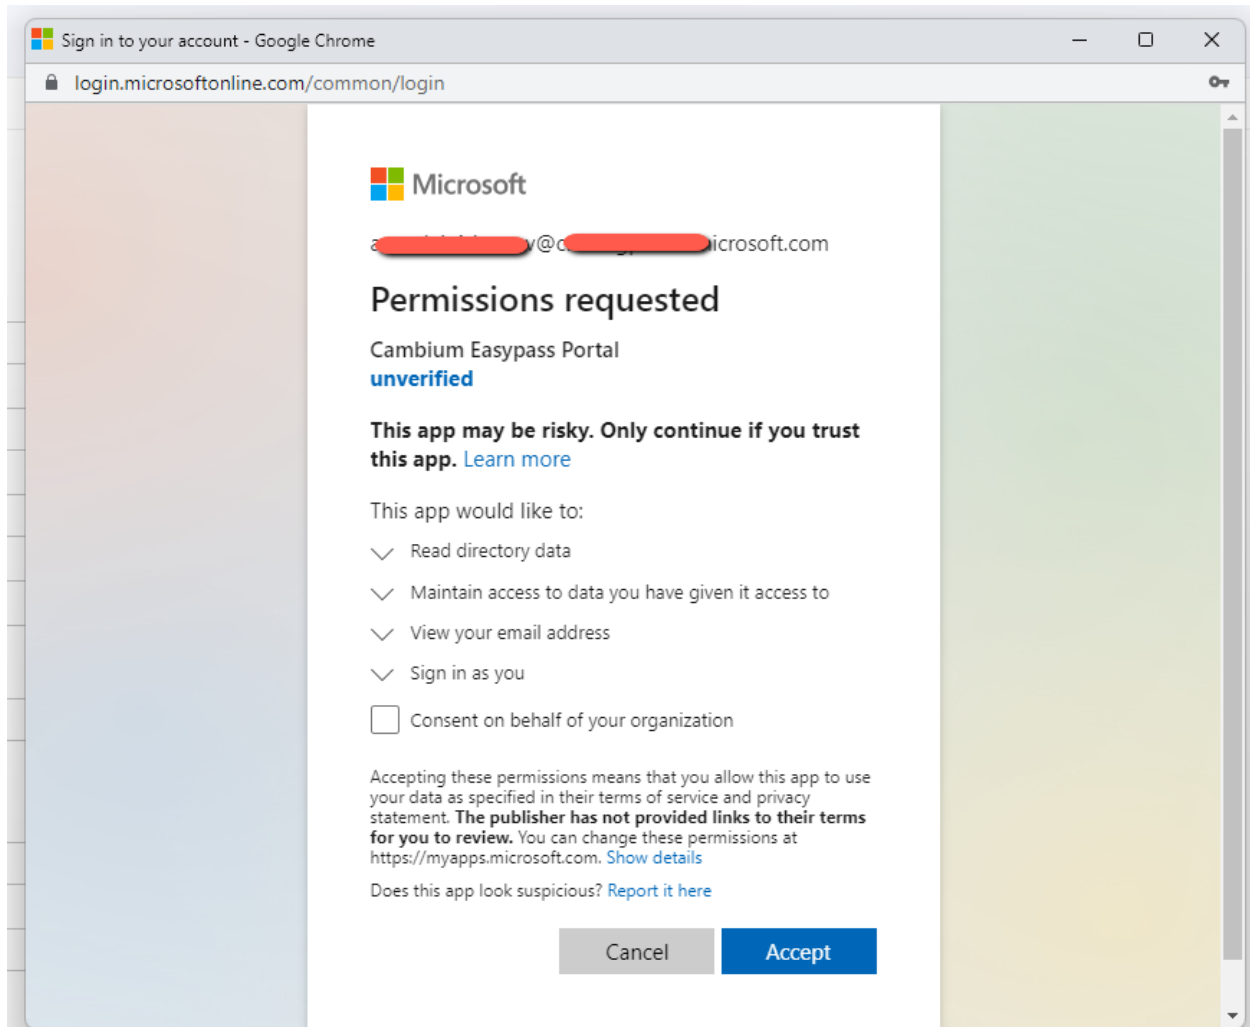 Sign in to your account - Google Chrome
login.microsoftonline.com/common/login
Microsoft
Permissions requested
Cambium Easypass Portal
unverified
This app may be risky. Only continue if you trust
this app. Learn more
This app would like to:
Read directory data
Maintain access to data you have given it access to
View your email address
Sign in as you
Consent on behalf of your organization
Accepting these permissions means that you allow this app to use
your data as specified in their terms of service and privacy
statement. The publisher has not provided links to their terms
for you to review. You can change these permissions at
https://myapps.microsoft.com. Show details
Does this app look suspicious? Report it here
Cancel
Accept